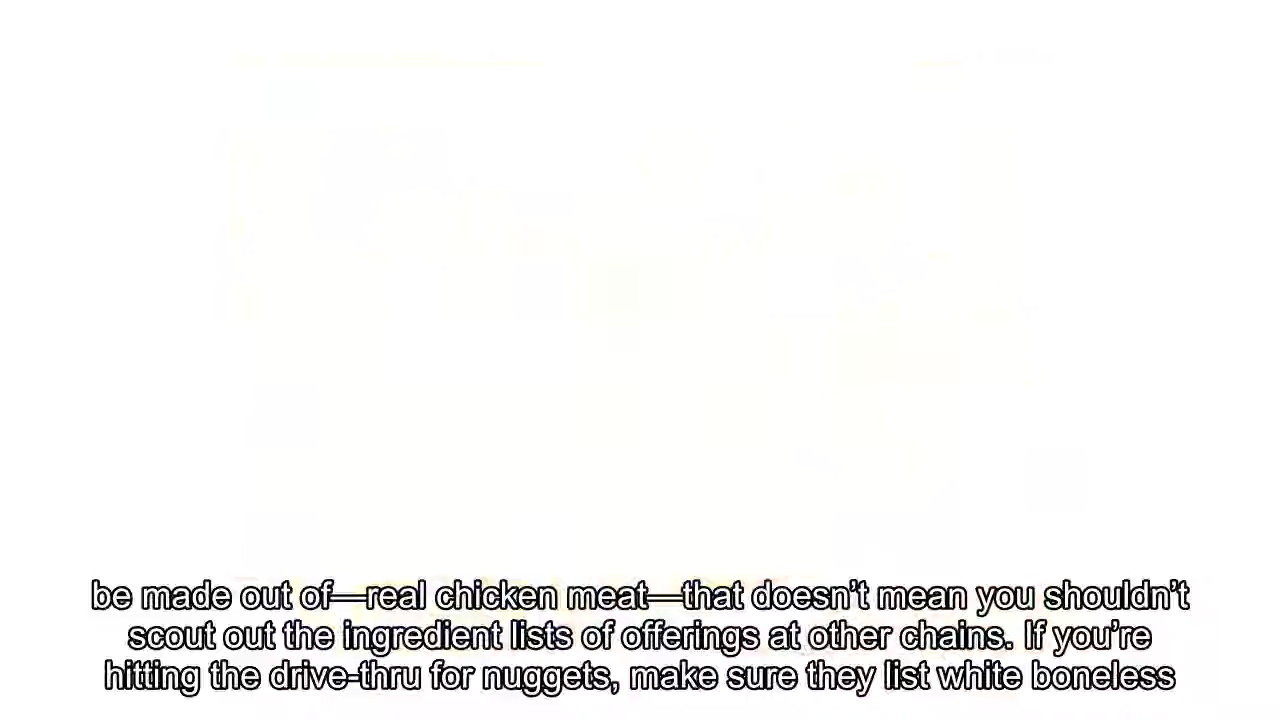 be made out of—real chicken meat—that doesn’t mean you shouldn’t
scout out the ingredient lists of offerings at other chains. If you’re
hitting the drive-thru for nuggets, make sure they list white boneless